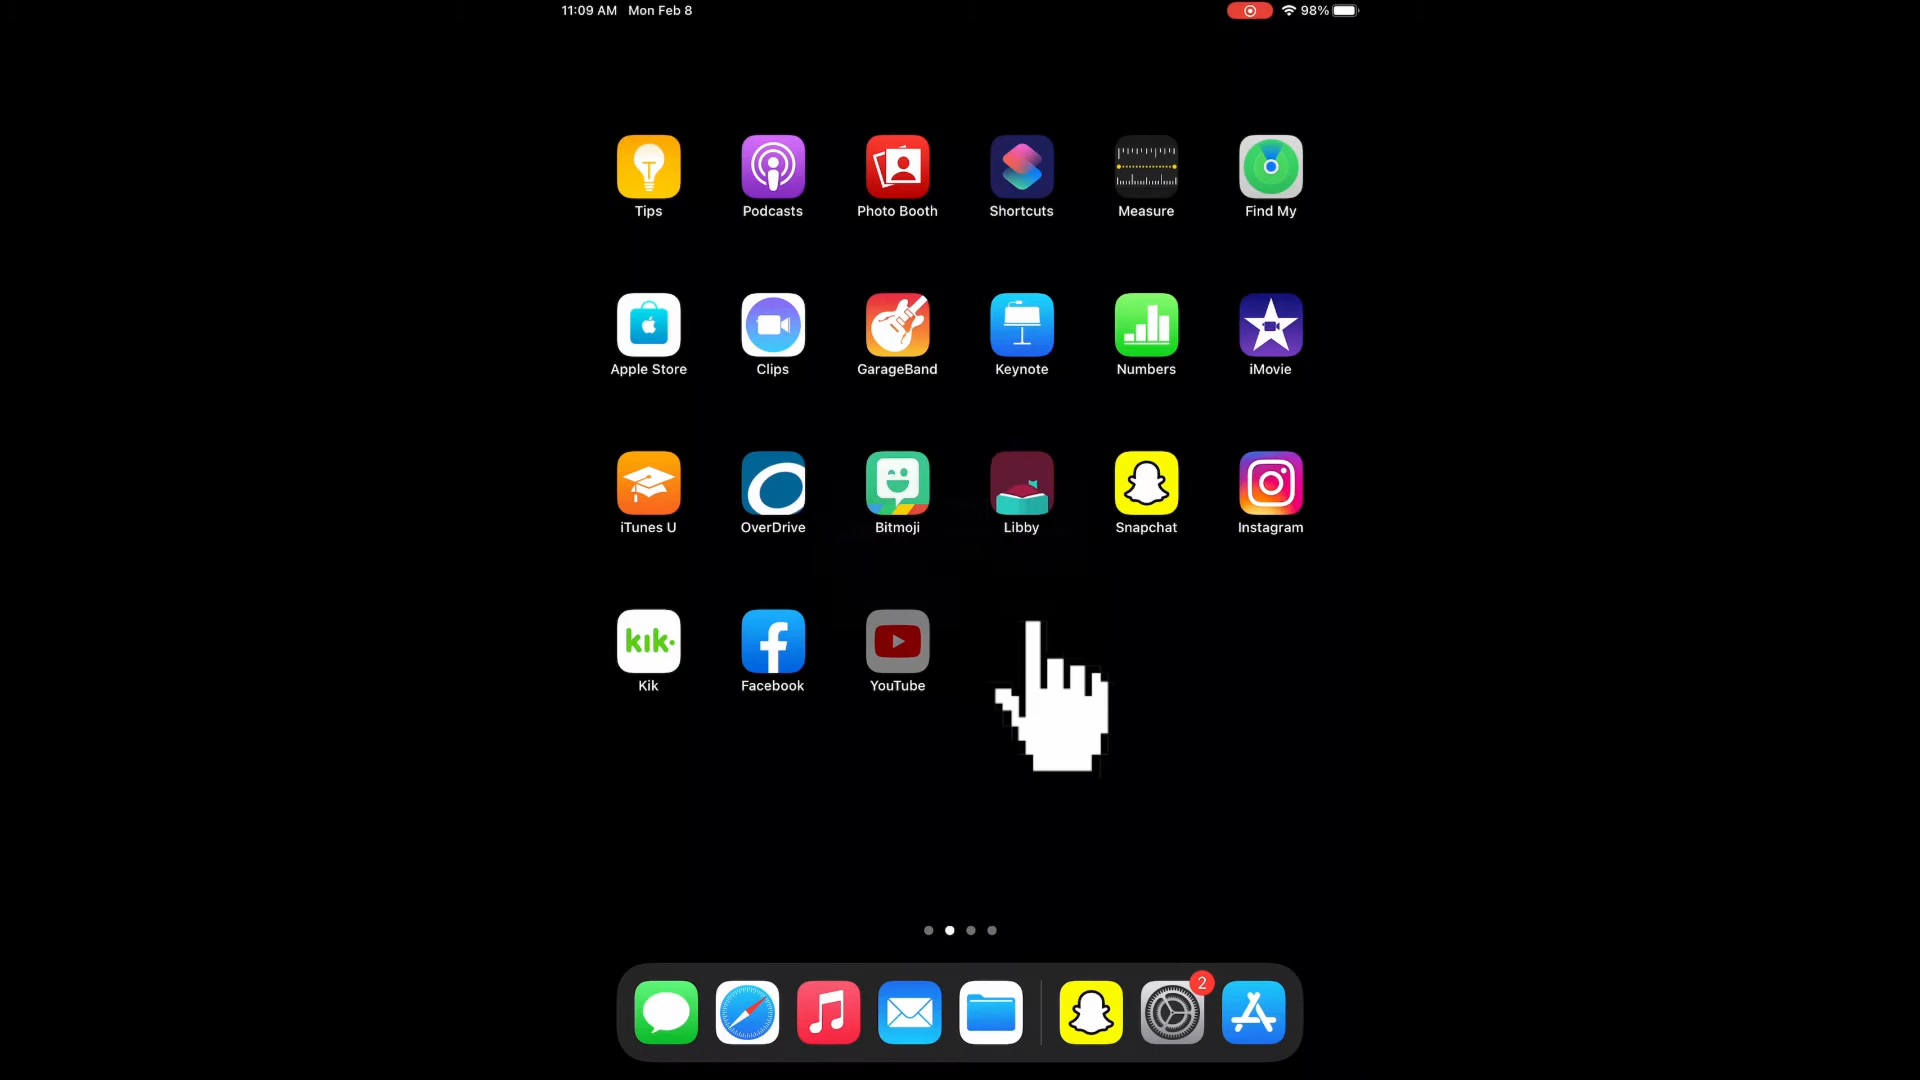 11:09 AM Mon Feb 8 98%
Tips Podcasts Photo Booth Shortcuts Measure Find My
Apple Store Clips GarageBand Keynote Numbers iMovie
iTunes U OverDrive Bitmoji Libby Snapchat Instagram
kik.
Kik Facebook YouTube
2